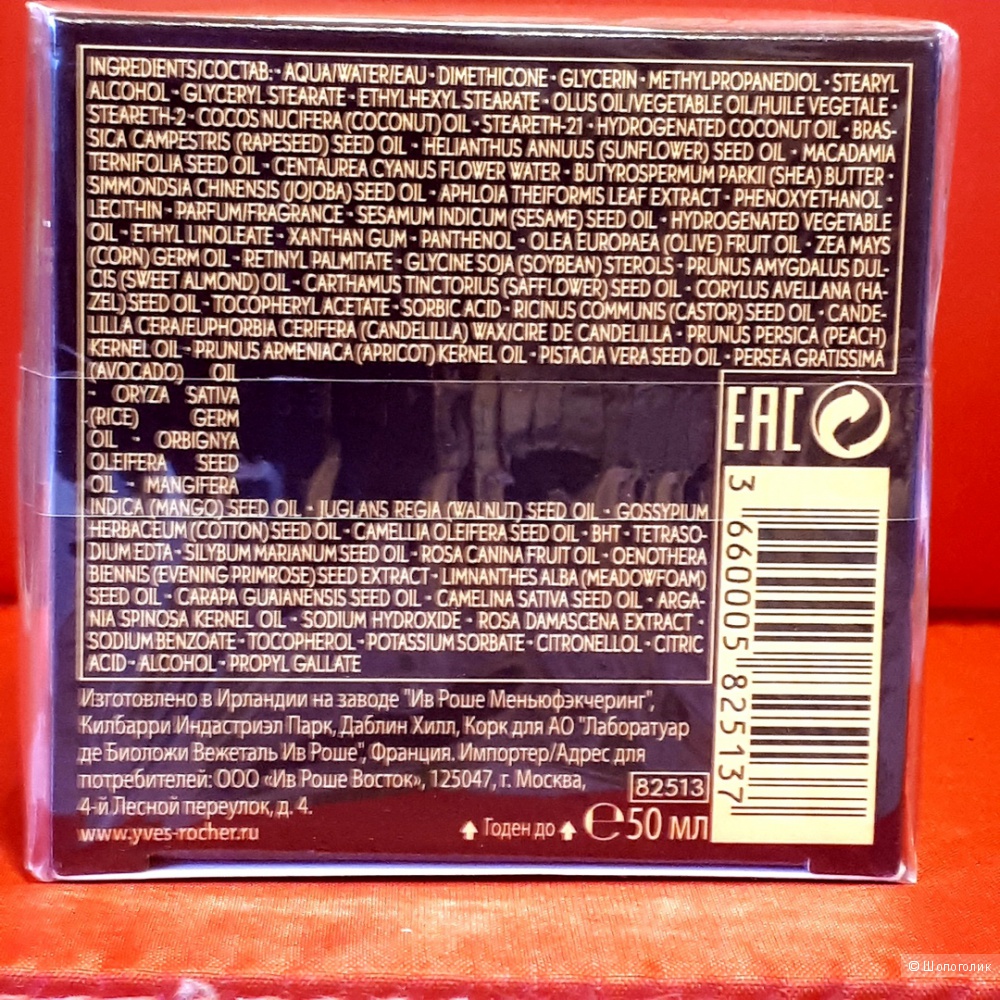 INGREDIENTS/СОСТАВ: · AQUA/WATER/EAU · DIMETHICONE · GLYCERIN · METHYLPROPANEDIOL · STEARYL
ALCOHOL · GLYCERYL STEARATE · ETHYLHEXYL STEARATE · OLUS OIL/VEGETABLE OIL/HUILE VEGETALE ·
STEARETH-2 · COCOS NUCIFERA (COCONUT) OIL · STEARETH-21 · HYDROGENATED COCONUT OIL · BRAS-
SICA CAMPESTRIS (RAPESEED) SEED OIL · HELIANTHUS ANNUUS (SUNFLOWER) SEED OIL · MACADAMIA
TERNIFOLIA SEED OIL · CENTAUREA CYANUS FLOWER WATER · BUTYROSPERMUM PARKII (SHEA) BUTTER ·
SIMMONDSIA CHINENSIS (JOJOBA) SEED OIL · APHLOIA THEIFORMIS LEAF EXTRACT · PHENOXYETHANOL ·
LECITHIN · PARFUM/FRAGRANCE · SESAMUM INDICUM (SESAME) SEED OIL · HYDROGENATED VEGETABLE
OIL · ETHYL LINOLEATE · XANTHAN GUM · PANTHENOL · OLEA EUROPAEA (OLIVE) FRUIT OIL · ZEA MAYS
(CORN) GERM OIL · RETINYL PALMITATE · GLYCINE SOJA (SOYBEAN) STEROLS · PRUNUS AMYGDALUS DUL-
CIS (SWEET ALMOND) OIL · CARTHAMUS TINCTORIUS (SAFFLOWER) SEED OIL · CORYLUS AVELLANA (HA-
ZEL) SEED OIL · TOCOPHERYL ACETATE · SORBIC ACID · RICINUS COMMUNIS (CASTOR) SEED OIL · CANDE-
LILLA CERA/EUPHORBIA CERIFERA (CANDELILLA) WAX/CIRE DE CANDELILLA · PRUNUS PERSICA (PEACH)
KERNEL OIL · PRUNUS ARMENIACA (APRICOT) KERNEL OIL · PISTACIA VERA SEED OIL · PERSEA GRATISSIMA
(AVOCADO) OIL
· ORYZA SATIVA
(RICE) GERM
OIL · ORBIGNYA
OLEIFERA SEED
OIL · MANGIFERA
INDICA (MANGO) SEED OIL · JUGLANS REGIA (WALNUT) SEED OIL · GOSSYPIUM
HERBACEUM (COTTON) SEED OIL · CAMELLIA OLEIFERA SEED OIL · BHT · TETRASO-
DIUM EDTA · SILYBUM MARIANUM SEED OIL · ROSA CANINA FRUIT OIL · OENOTHERA
BIENNIS (EVENING PRIMROSE) SEED EXTRACT · LIMNANTHES ALBA (MEADOWFOAM)
SEED OIL · CARAPA GUAIANENSIS SEED OIL · CAMELINA SATIVA SEED OIL · ARGA-
NIA SPINOSA KERNEL OIL · SODIUM HYDROXIDE · ROSA DAMASCENA EXTRACT ·
SODIUM BENZOATE · TOCOPHEROL · POTASSIUM SORBATE · CITRONELLOL · CITRIC
ACID · ALCOHOL · PROPYL GALLATE
EAC
3 660005 825137
Изготовлено в Ирландии на заводе "Ив Роше Меньюфэкчеринг",
Килбарри Индастриэл Парк, Даблин Хилл, Корк для АО "Лаборатуар
де Биоложи Вежеталь Ив Роше", Франция. Импортер/Адрес для
потребителей: ООО «Ив Роше Восток», 125047, г. Москва,
4-й Лесной переулок, д. 4.
82513
www.yves-rocher.ru
Годен до
℮50 мл
© Шопоголик